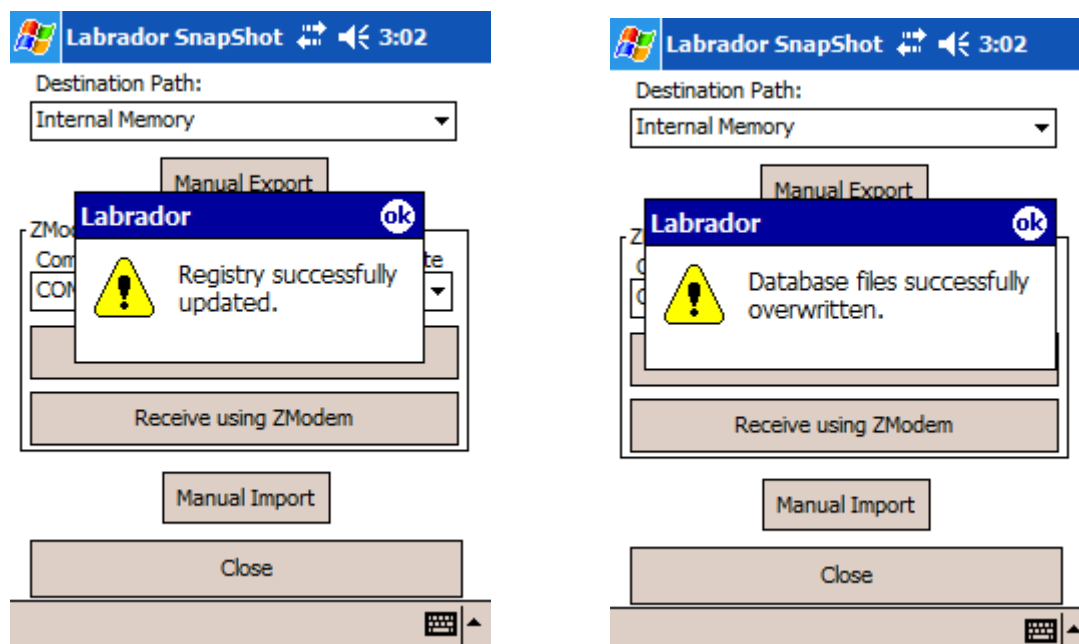 Labrador SnapShot 3:02
Destination Path:
Internal Memory
Manual Export
Labrador ok
Registry successfully
updated.
Receive using ZModem
Manual Import
Close
Labrador SnapShot 3:02
Destination Path:
Internal Memory
Manual Export
Labrador ok
Database files successfully
overwritten.
Receive using ZModem
Manual Import
Close